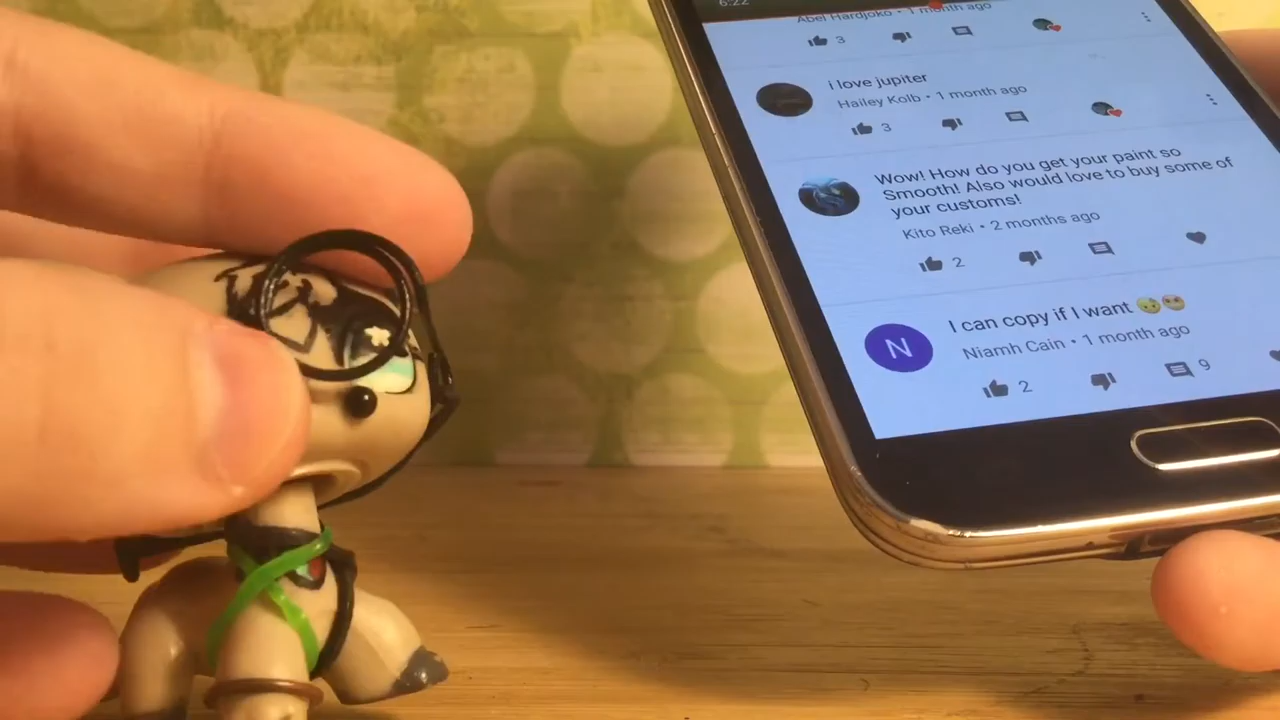 6:22
Abel Hardjoko • 1 month ago
3
i love jupiter
Hailey Kolb • 1 month ago
3
Wow! How do you get your paint so
Smooth! Also would love to buy some of
your customs!
Kito Reki • 2 months ago
2
N
I can copy if I want
Niamh Cain • 1 month ago
2 9